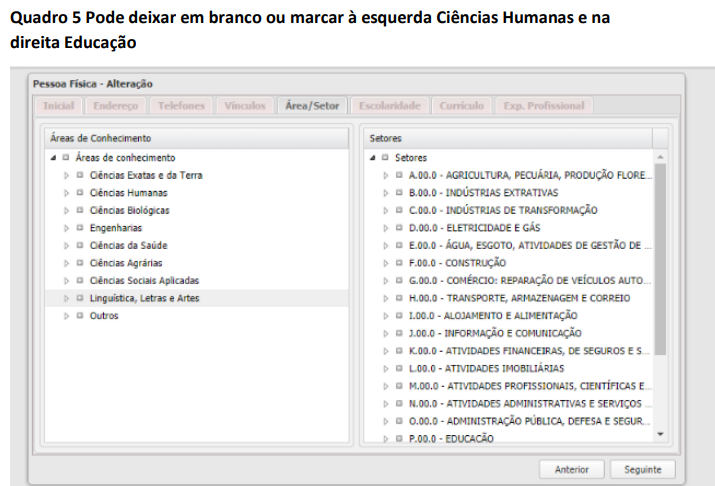 Quadro 5 Pode deixar em branco ou marcar à esquerda Ciências Humanas e na
direita Educação
Pessoa Física - Alteração
Inicial Endereço Telefones Vínculos Área/Setor Escolaridade Currículo Exp. Profissional
Áreas de Conhecimento
Áreas de conhecimento
Ciências Exatas e da Terra
Ciências Humanas
Ciências Biológicas
Engenharias
Ciências da Saúde
Ciências Agrárias
Ciências Sociais Aplicadas
Linguística, Letras e Artes
Outros
Setores
Setores
A.00.0 - AGRICULTURA, PECUÁRIA, PRODUÇÃO FLORE...
B.00.0 - INDÚSTRIAS EXTRATIVAS
C.00.0 - INDÚSTRIAS DE TRANSFORMAÇÃO
D.00.0 - ELETRICIDADE E GÁS
E.00.0 - ÁGUA, ESGOTO, ATIVIDADES DE GESTÃO DE ...
F.00.0 - CONSTRUÇÃO
G.00.0 - COMÉRCIO: REPARAÇÃO DE VEÍCULOS AUTO...
H.00.0 - TRANSPORTE, ARMAZENAGEM E CORREIO
I.00.0 - ALOJAMENTO E ALIMENTAÇÃO
J.00.0 - INFORMAÇÃO E COMUNICAÇÃO
K.00.0 - ATIVIDADES FINANCEIRAS, DE SEGUROS E S...
L.00.0 - ATIVIDADES IMOBILIÁRIAS
M.00.0 - ATIVIDADES PROFISSIONAIS, CIENTÍFICAS E...
N.00.0 - ATIVIDADES ADMINISTRATIVAS E SERVIÇOS ...
O.00.0 - ADMINISTRAÇÃO PÚBLICA, DEFESA E SEGUR...
P.00.0 - EDUCAÇÃO
Anterior Seguinte